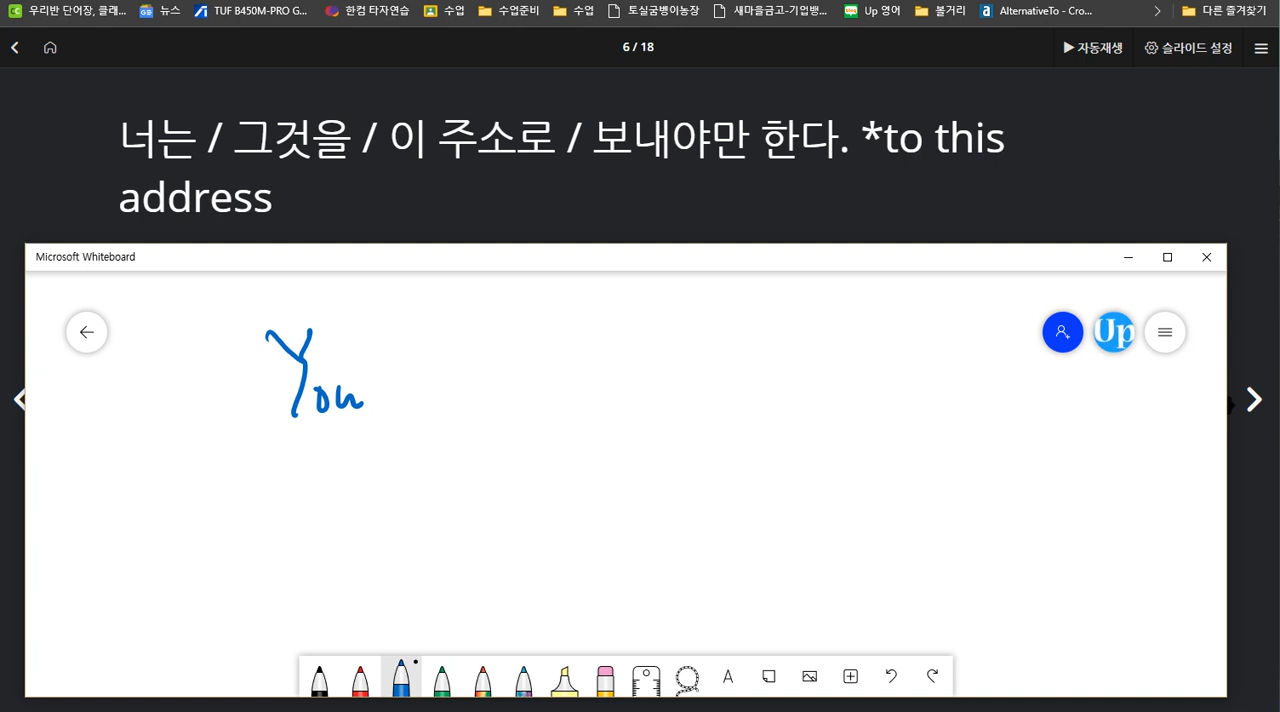 우리반 단어장, 클래... 뉴스 TUF B450M-PRO G... 한컴 타자연습 수업 수업준비 수업 토실굼벵이농장 새마을금고-기업뱅... Up 영어 볼거리 AlternativeTo - Cro... 다른 즐겨찾기
6 / 18 자동재생 슬라이드 설정
너는 / 그것을 / 이 주소로 / 보내야만 한다. *to this
address
Microsoft Whiteboard
Up
You
A